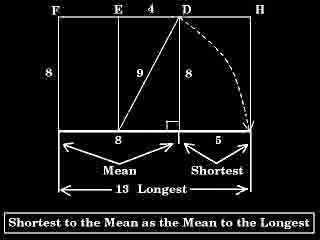 F E 4 D H
8 9 8
8 5
Mean Shortest
13 Longest
Shortest to the Mean as the Mean to the Longest